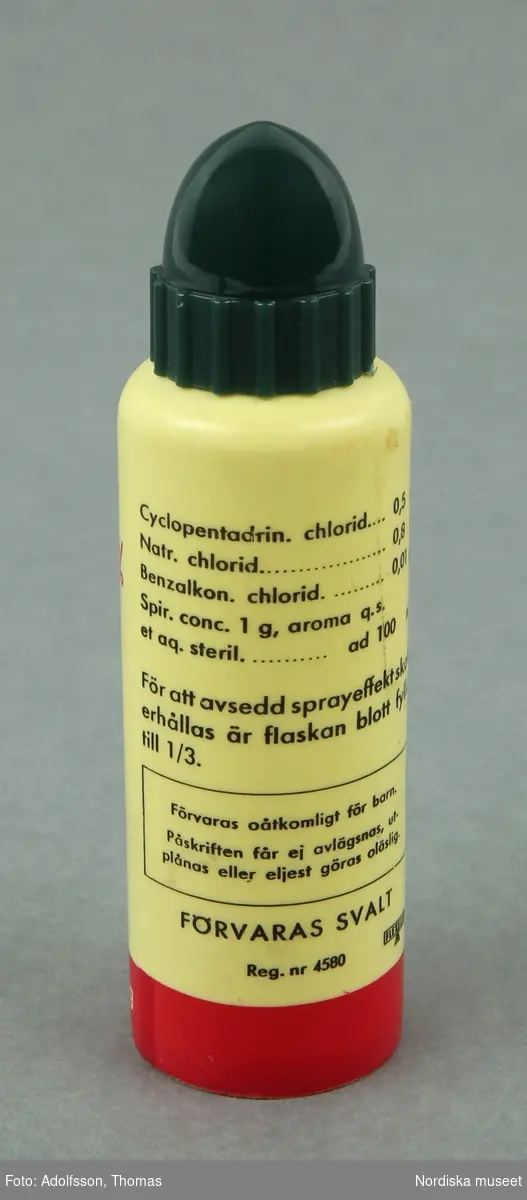 Cyclopentadrin. chlorid.... 0,5
Natr. chlorid................... 0,8
Benzalkon. chlorid. ........ 0,01
Spir. conc. 1 g, aroma q.s.
et aq. steril. .......... ad 100
För att avsedd sprayeffekt
erhållas är flaskan blott
till 1/3.
Förvaras oåtkomligt för barn.
Påskriften får ej avlägsnas, ut-
plånas eller eljest göras oläslig.
FÖRVARAS SVALT
Reg. nr 4580
Foto: Adolfsson, Thomas
Nordiska museet